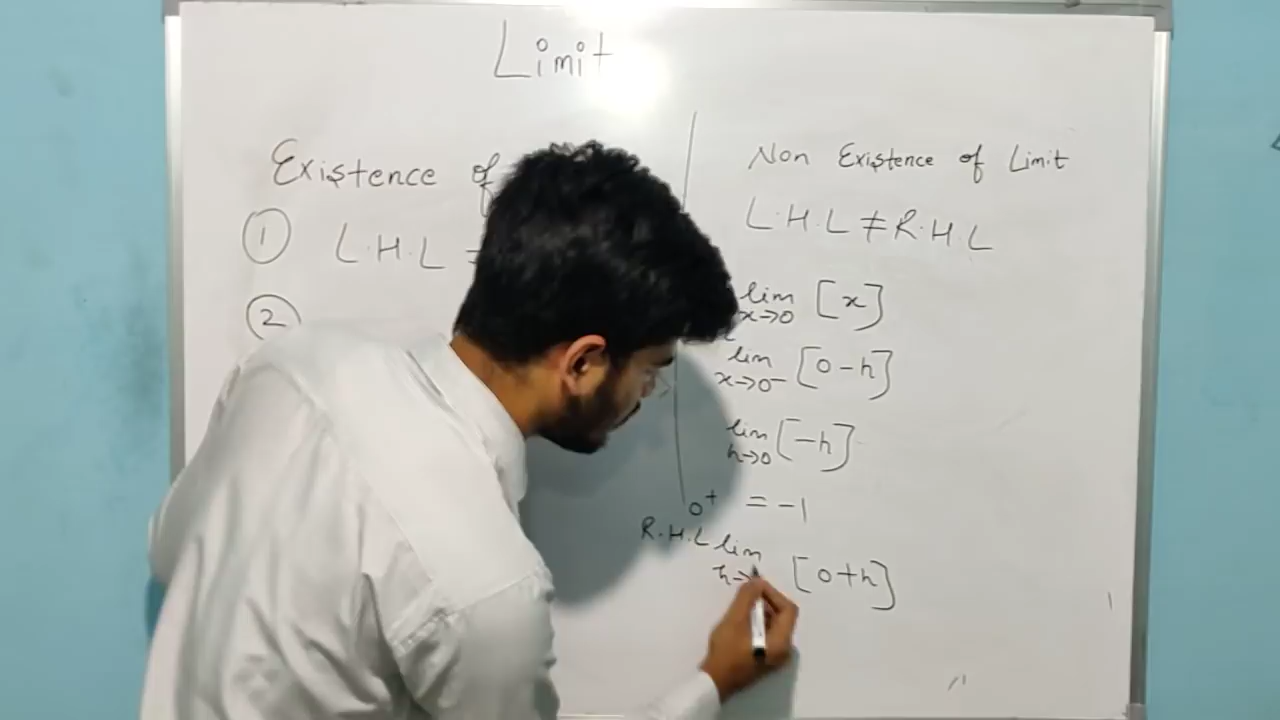 Limit
Existence of
① L.H.L =
②
Non Existence of Limit
L.H.L ≠ R.H.L
lim x→0 [x]
lim x→0⁻ [0-h]
lim h→0 [-h]
= -1
0⁺
R.H.L lim h→ [0+h]